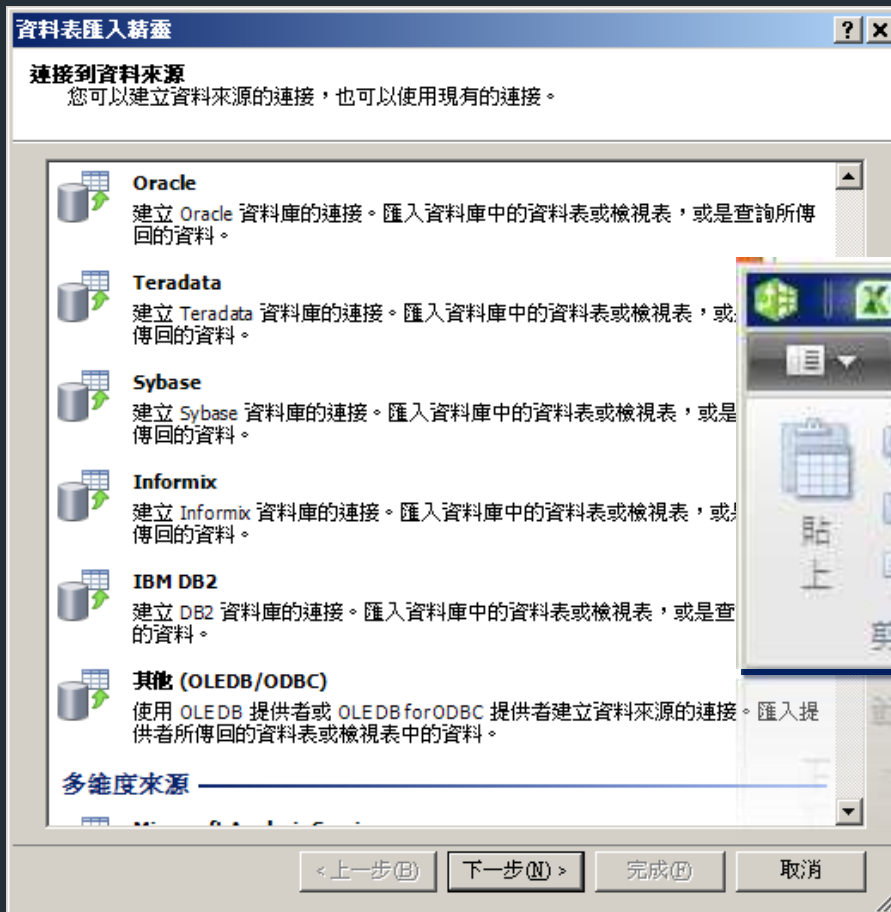 資料表匯入精靈
連接到資料來源
您可以建立資料來源的連接，也可以使用現有的連接。
Oracle
建立 Oracle 資料庫的連接。匯入資料庫中的資料表或檢視表，或是查詢所傳
回的資料。
Teradata
建立 Teradata 資料庫的連接。匯入資料庫中的資料表或檢視表，或
傳回的資料。
Sybase
建立 Sybase 資料庫的連接。匯入資料庫中的資料表或檢視表，或是
傳回的資料。
Informix
建立 Informix 資料庫的連接。匯入資料庫中的資料表或檢視表，或
傳回的資料。
IBM DB2
建立 DB2 資料庫的連接。匯入資料庫中的資料表或檢視表，或是查
的資料。
其他 (OLEDB/ODBC)
使用 OLEDB 提供者或 OLEDB for ODBC 提供者建立資料來源的連接。匯入提
供者所傳回的資料表或檢視表中的資料。
多維度來源
<上一步(B)
下一步(N) >
完成(F)
取消
貼
上